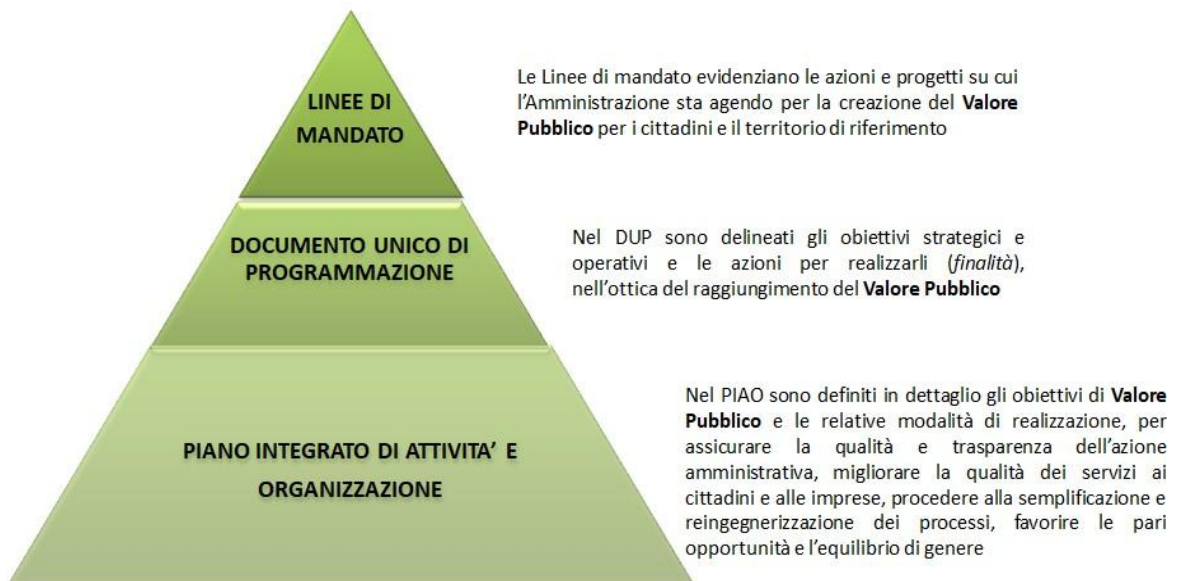 LINEE DI
MANDATO
Le Linee di mandato evidenziano le azioni e progetti su cui
l'Amministrazione sta agendo per la creazione del Valore
Pubblico per i cittadini e il territorio di riferimento
DOCUMENTO UNICO DI
PROGRAMMAZIONE
Nel DUP sono delineati gli obiettivi strategici e
operativi e le azioni per realizzarli (finalità),
nell'ottica del raggiungimento del Valore Pubblico
PIANO INTEGRATO DI ATTIVITA' E
ORGANIZZAZIONE
Nel PIAO sono definiti in dettaglio gli obiettivi di Valore
Pubblico e le relative modalità di realizzazione, per
assicurare la qualità e trasparenza dell'azione
amministrativa, migliorare la qualità dei servizi ai
cittadini e alle imprese, procedere alla semplificazione e
reingegnerizzazione dei processi, favorire le pari
opportunità e l'equilibrio di genere